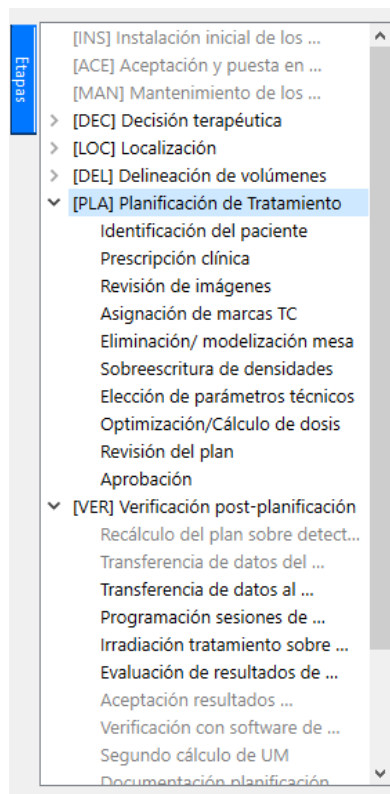 Etapas
[INS] Instalación inicial de los ...
[ACE] Aceptación y puesta en ...
[MAN] Mantenimiento de los ...
[DEC] Decisión terapéutica
[LOC] Localización
[DEL] Delineación de volúmenes
[PLA] Planificación de Tratamiento
Identificación del paciente
Prescripción clínica
Revisión de imágenes
Asignación de marcas TC
Eliminación/ modelización mesa
Sobreescritura de densidades
Elección de parámetros técnicos
Optimización/Cálculo de dosis
Revisión del plan
Aprobación
[VER] Verificación post-planificación
Recálculo del plan sobre detect...
Transferencia de datos del ...
Transferencia de datos al ...
Programación sesiones de ...
Irradiación tratamiento sobre ...
Evaluación de resultados de ...
Aceptación resultados ...
Verificación con software de ...
Segundo cálculo de UM
Documentación planificación